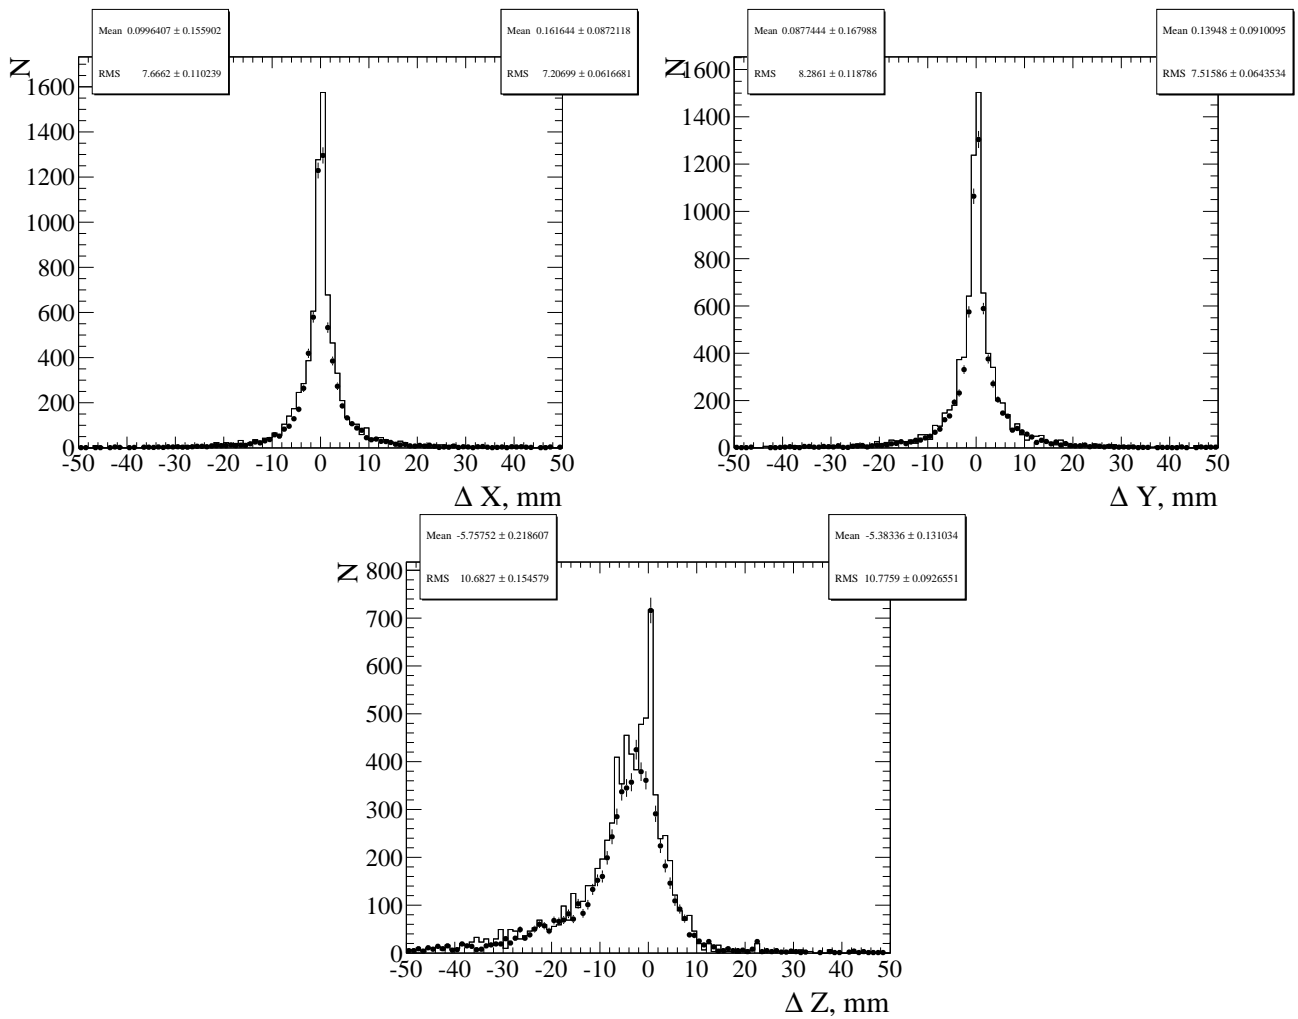 Mean 0.0996407 ± 0.155902
RMS 7.6662 ± 0.110239
Mean 0.161644 ± 0.0872118
RMS 7.20699 ± 0.0616681
N
1600
1400
1200
1000
800
600
400
200
0
-50 -40 -30 -20 -10 0 10 20 30 40 50
Δ X, mm
Mean 0.0877444 ± 0.167988
RMS 8.2861 ± 0.118786
Mean 0.13948 ± 0.0910095
RMS 7.51586 ± 0.0643534
N
1600
1400
1200
1000
800
600
400
200
0
-50 -40 -30 -20 -10 0 10 20 30 40 50
Δ Y, mm
Mean -5.75752 ± 0.218607
RMS 10.6827 ± 0.154579
Mean -5.38336 ± 0.131034
RMS 10.7759 ± 0.0926551
N
800
700
600
500
400
300
200
100
0
-50 -40 -30 -20 -10 0 10 20 30 40 50
Δ Z, mm